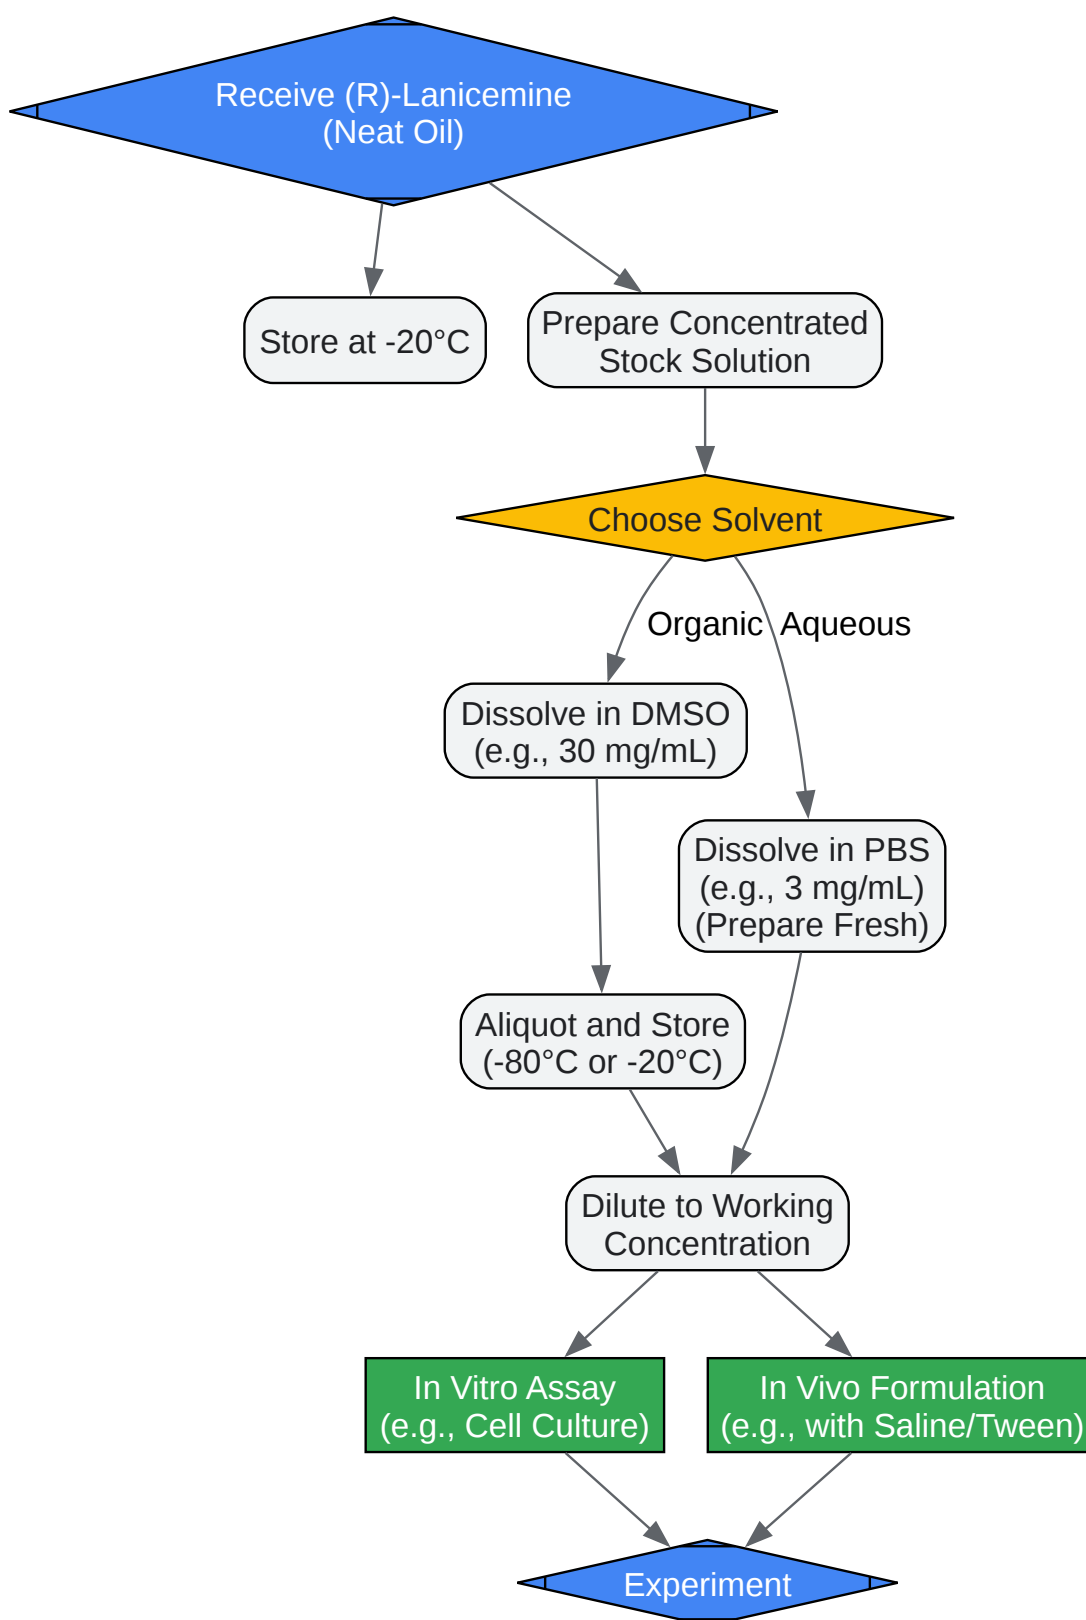 Receive (R)-Lanicemine
(Neat Oil)
Store at -20°C
Prepare Concentrated
Stock Solution
Choose Solvent
Organic
Aqueous
Dissolve in DMSO
(e.g., 30 mg/mL)
Dissolve in PBS
(e.g., 3 mg/mL)
(Prepare Fresh)
Aliquot and Store
(-80°C or -20°C)
Dilute to Working
Concentration
In Vitro Assay
(e.g., Cell Culture)
In Vivo Formulation
(e.g., with Saline/Tween)
Experiment